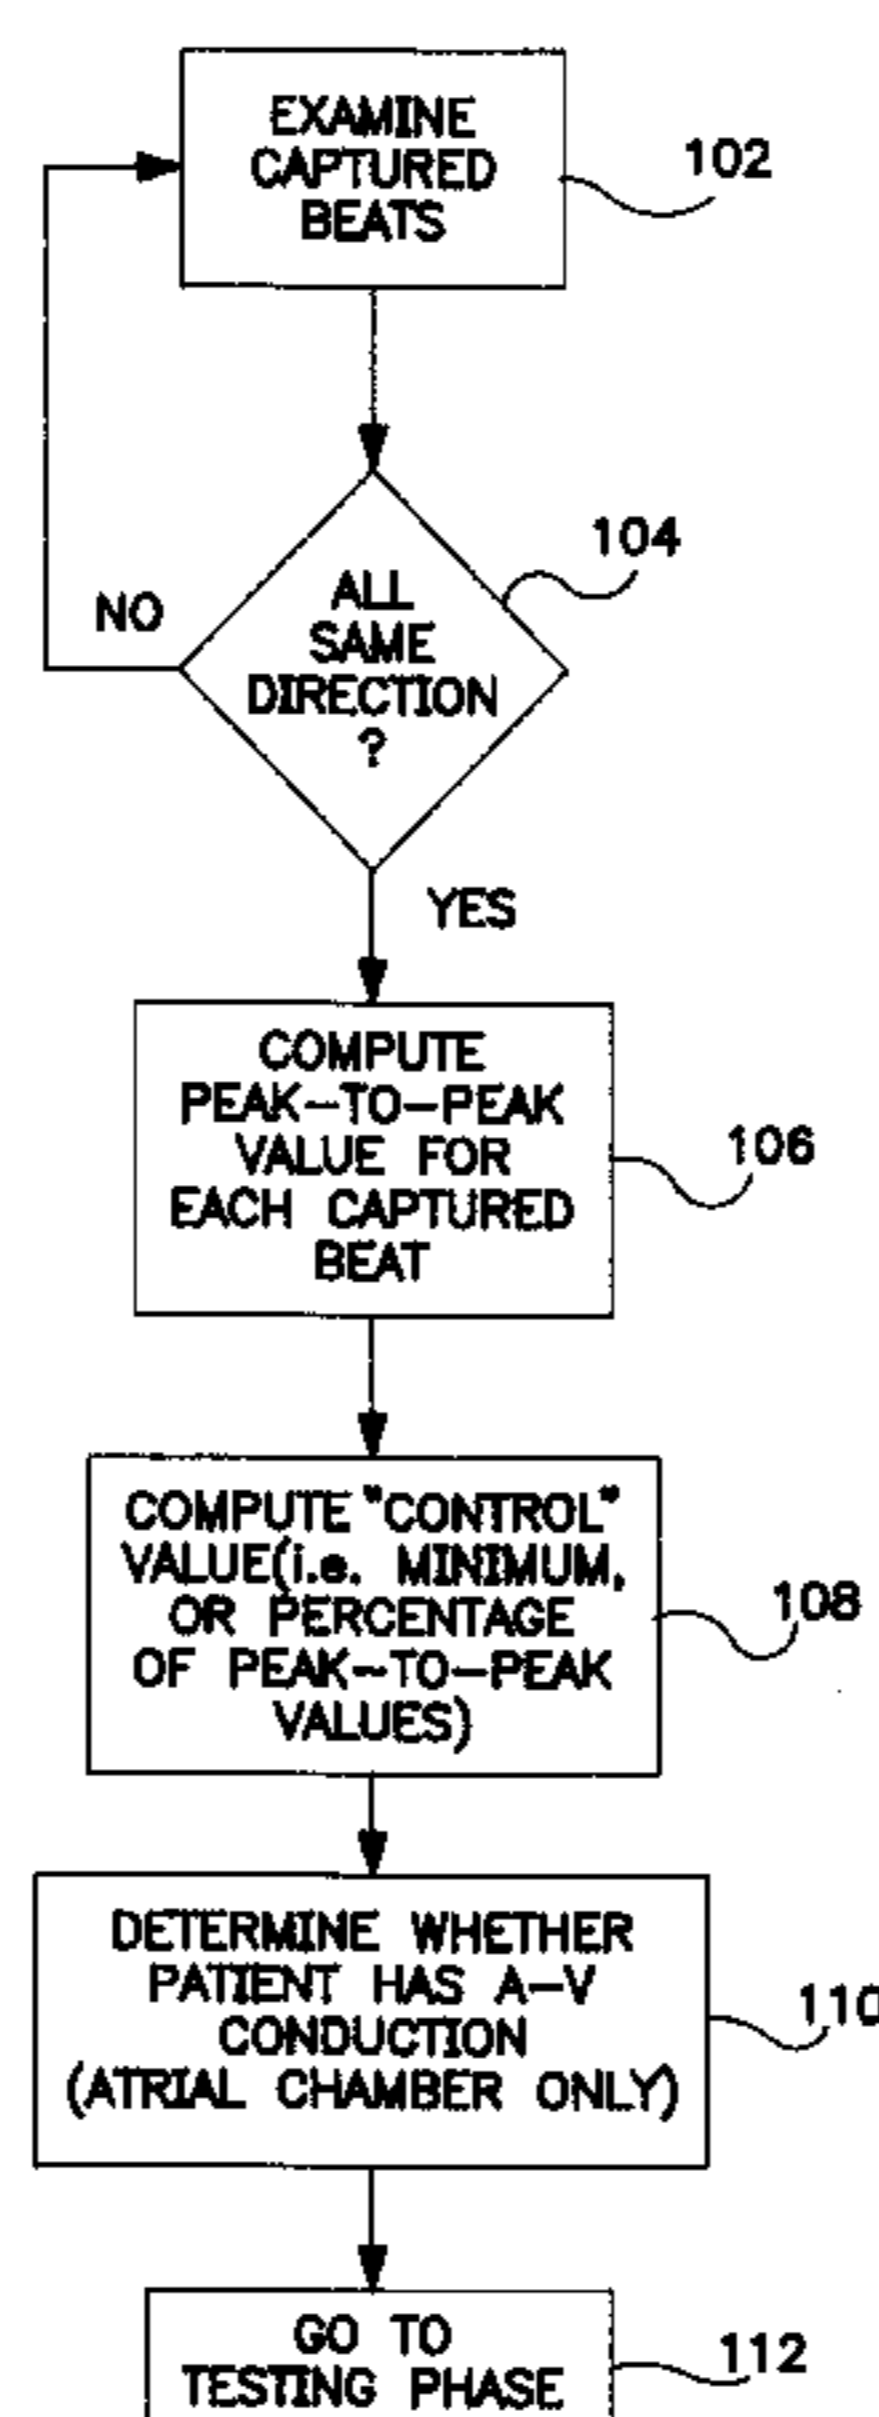 EXAMINE
CAPTURED
BEATS
102
ALL
SAME
DIRECTION
?
104
NO
YES
COMPUTE
PEAK-TO-PEAK
VALUE FOR
EACH CAPTURED
BEAT
106
COMPUTE "CONTROL"
VALUE(i.e. MINIMUM,
OR PERCENTAGE
OF PEAK-TO-PEAK
VALUES)
108
DETERMINE WHETHER
PATIENT HAS A-V
CONDUCTION
(ATRIAL CHAMBER ONLY)
110
GO TO
TESTING PHASE
112